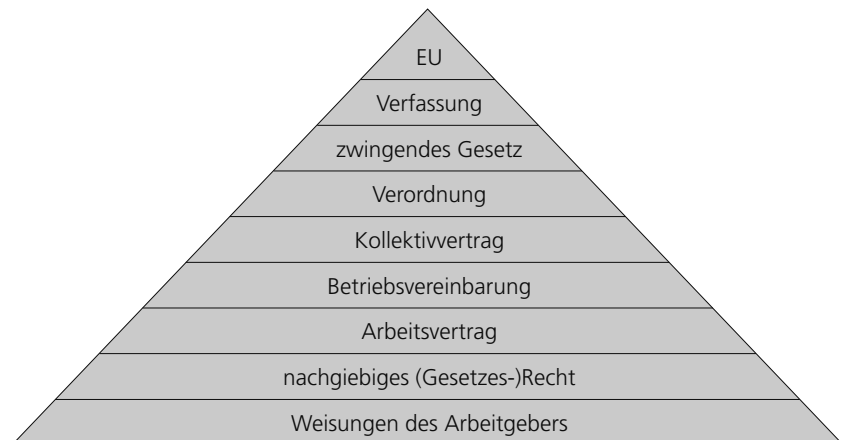 EU
Verfassung
zwingendes Gesetz
Verordnung
Kollektivvertrag
Betriebsvereinbarung
Arbeitsvertrag
nachgiebiges (Gesetzes-)Recht
Weisungen des Arbeitgebers